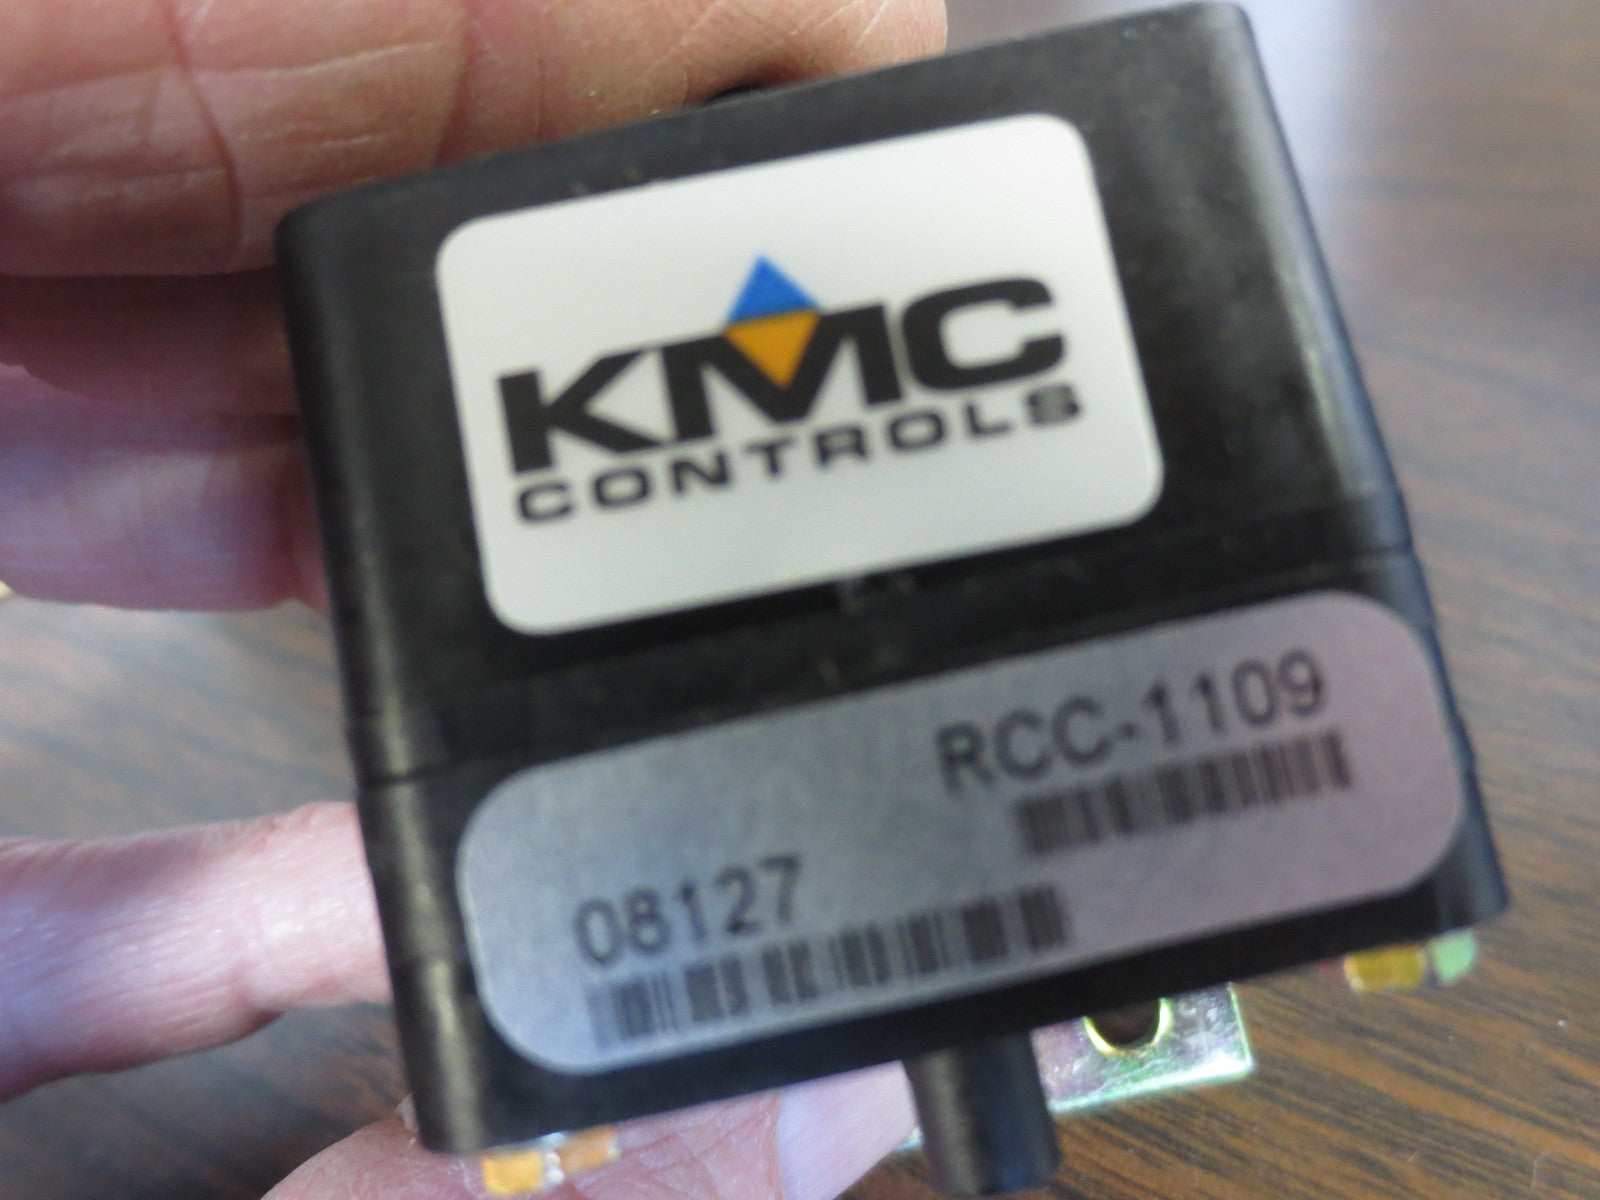 KMC
CONTROLS
RCC-1109
08127